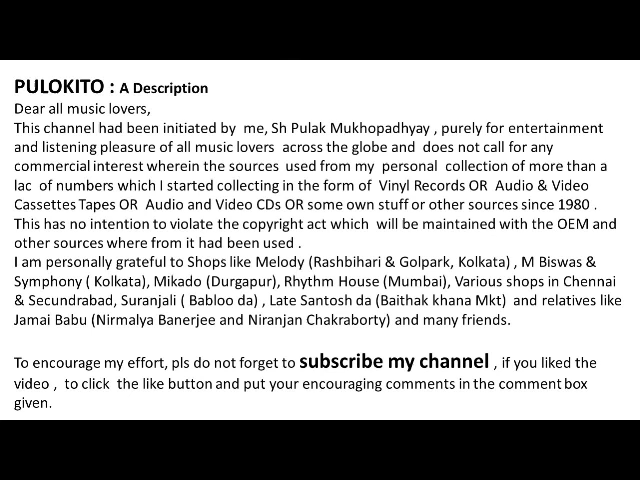 PULOKITO : A Description
Dear all music lovers,
This channel had been initiated by me, Sh Pulak Mukhopadhyay , purely for entertainment
and listening pleasure of all music lovers across the globe and does not call for any
commercial interest wherein the sources used from my personal collection of more than a
lac of numbers which I started collecting in the form of Vinyl Records OR Audio & Video
Cassettes Tapes OR Audio and Video CDs OR some own stuff or other sources since 1980 .
This has no intention to violate the copyright act which will be maintained with the OEM and
other sources where from it had been used .
I am personally grateful to Shops like Melody (Rashbihari & Golpark, Kolkata) , M Biswas &
Symphony ( Kolkata), Mikado (Durgapur), Rhythm House (Mumbai), Various shops in Chennai
& Secundrabad, Suranjali ( Babloo da) , Late Santosh da (Baithak khana Mkt) and relatives like
Jamai Babu (Nirmalya Banerjee and Niranjan Chakraborty) and many friends.
To encourage my effort, pls do not forget to subscribe my channel , if you liked the
video , to click the like button and put your encouraging comments in the comment box
given.